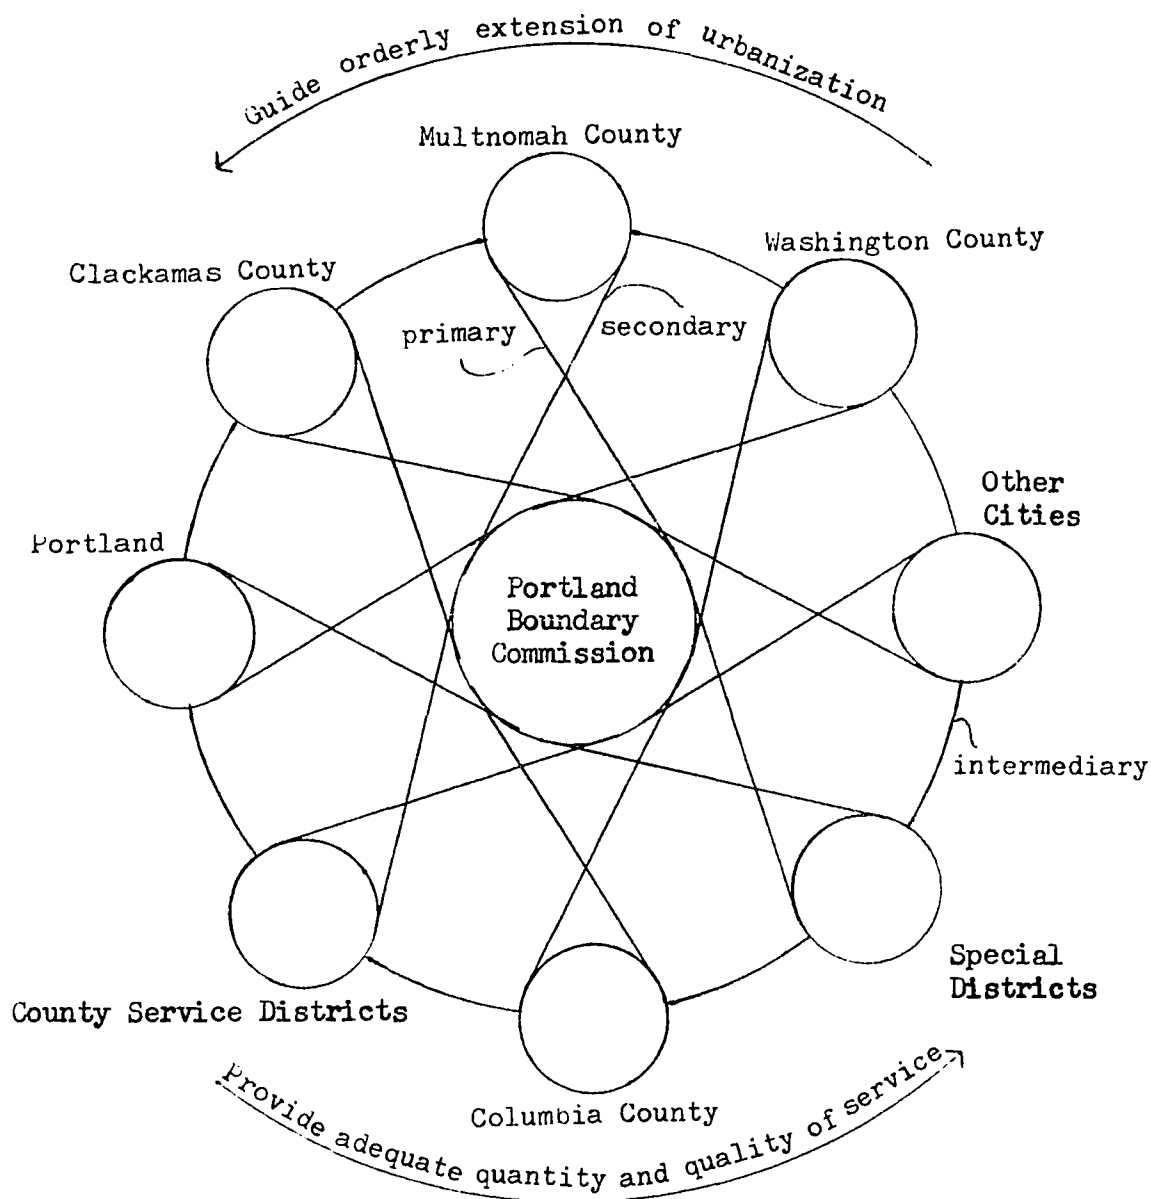 Guide orderly extension of urbanization
Multnomah County
Washington County
Clackamas County
primary
secondary
Other
Cities
Portland
Portland
Boundary
Commission
intermediary
Special
Districts
County Service Districts
Columbia County
Provide adequate quantity and quality of service